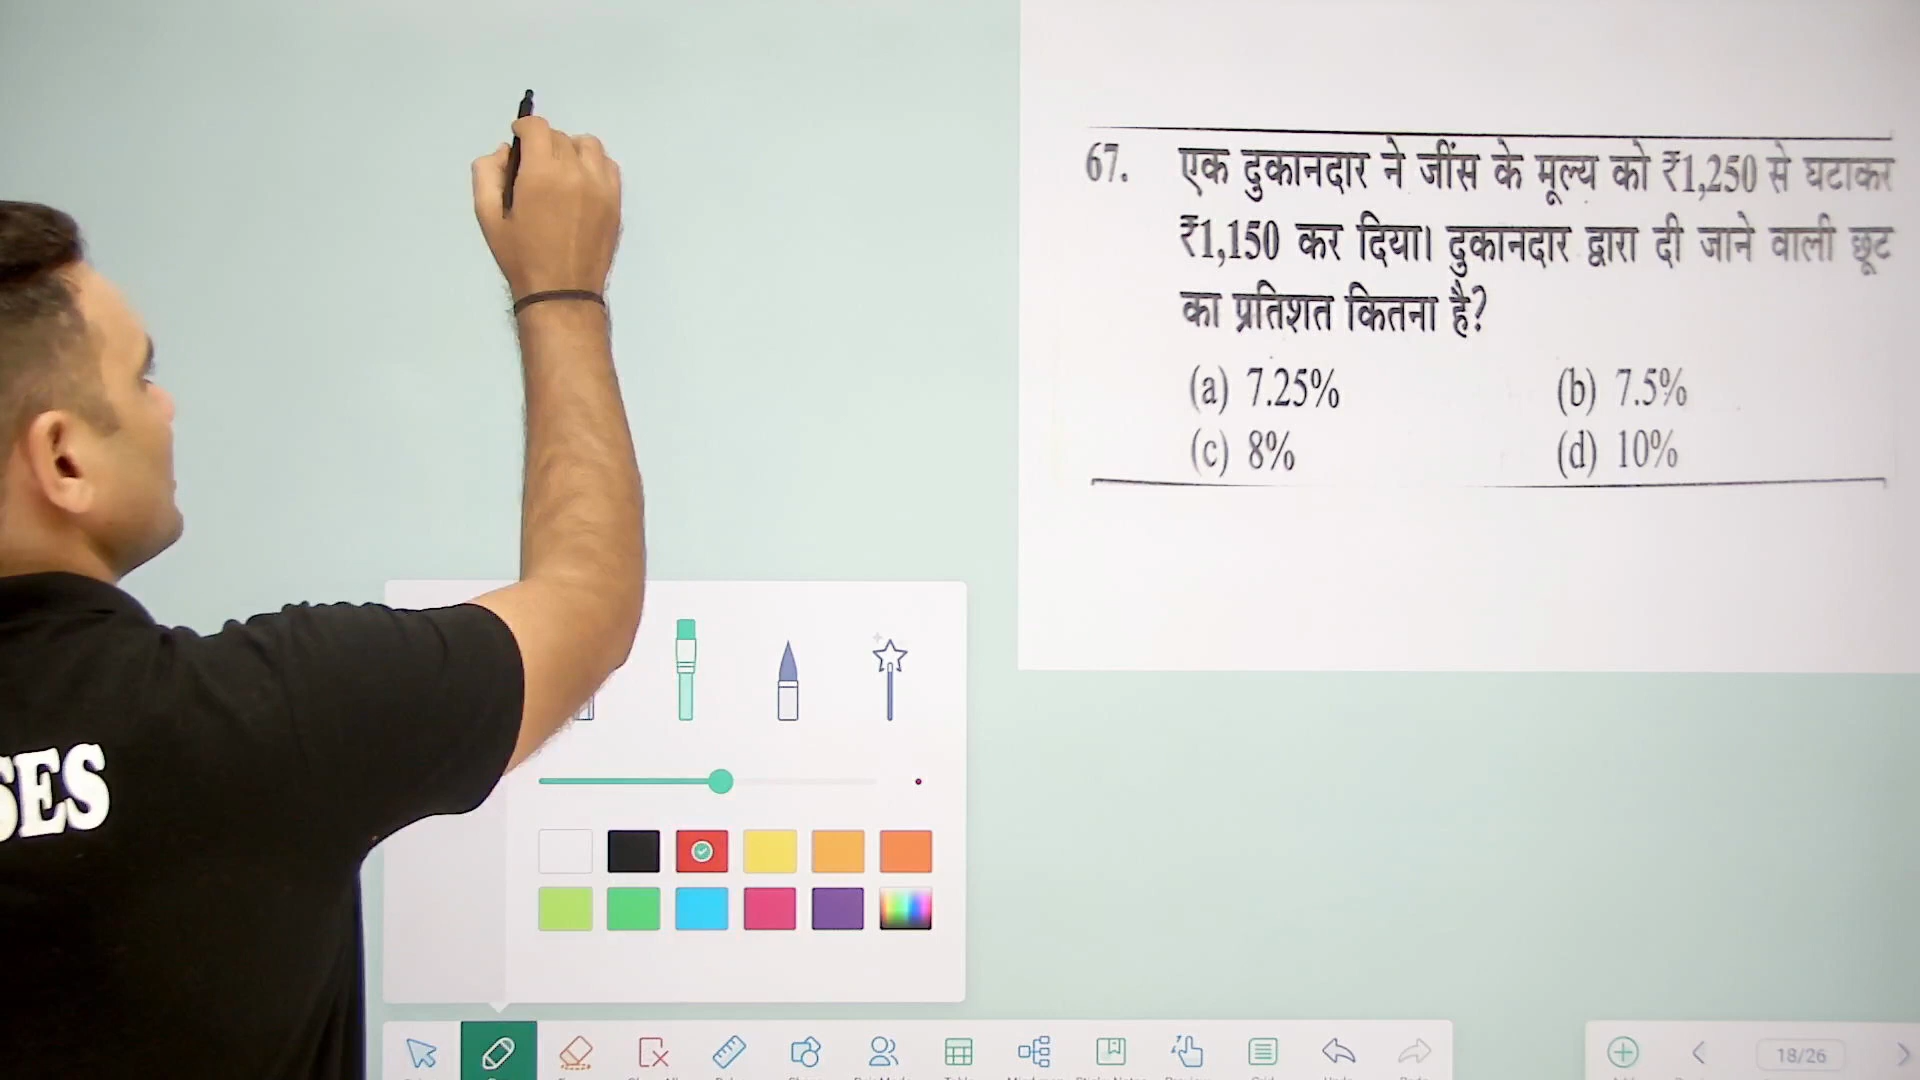 67. एक दुकानदार ने जींस के मूल्य को ₹1,250 से घटाकर
₹1,150 कर दिया। दुकानदार द्वारा दी जाने वाली छूट
का प्रतिशत कितना है?
(a) 7.25% (b) 7.5%
(c) 8% (d) 10%
SES
18/26